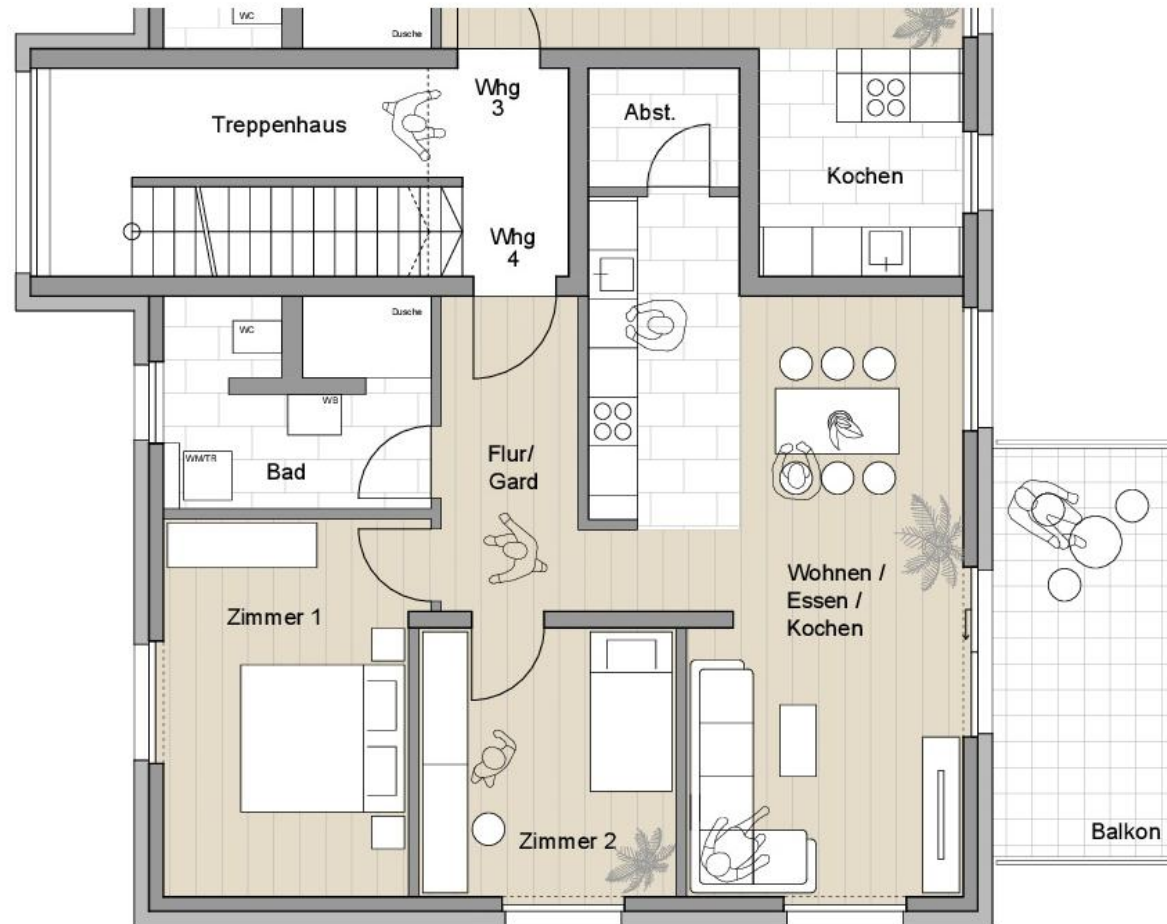 WC
Dusche
Whg
3
Treppenhaus
Abst.
Kochen
Whg
4
WC
Dusche
WB
WM/TR
Bad
Flur/
Gard
Wohnen /
Essen /
Kochen
Zimmer 1
Zimmer 2
Balkon